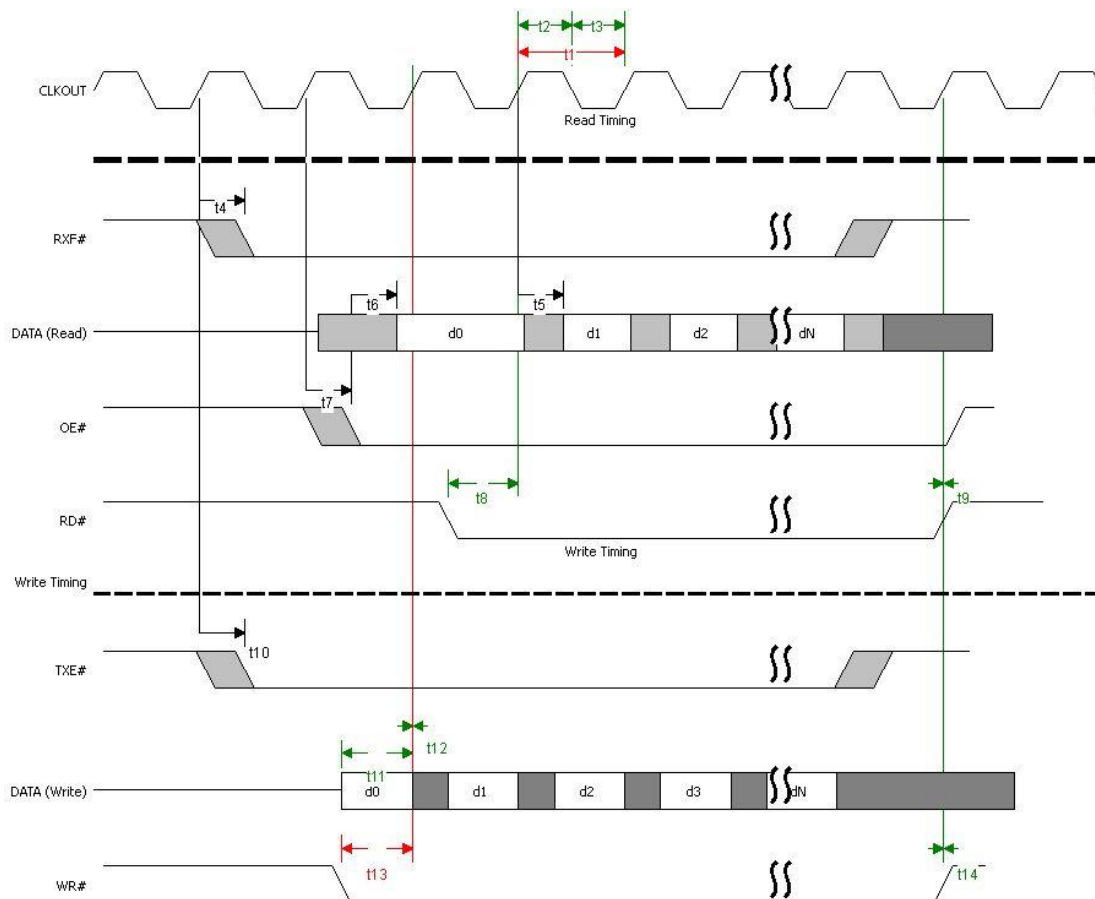 t2 t3
t1
CLKOUT
Read Timing
t4
RXF#
t6 t5
DATA (Read) d0 d1 d2 dN
t7
OE#
t8 t9
RD#
Write Timing
Write Timing
t10
TXE#
t12
t11
DATA (Write) d0 d1 d2 d3 dN
t13 t14
WR#